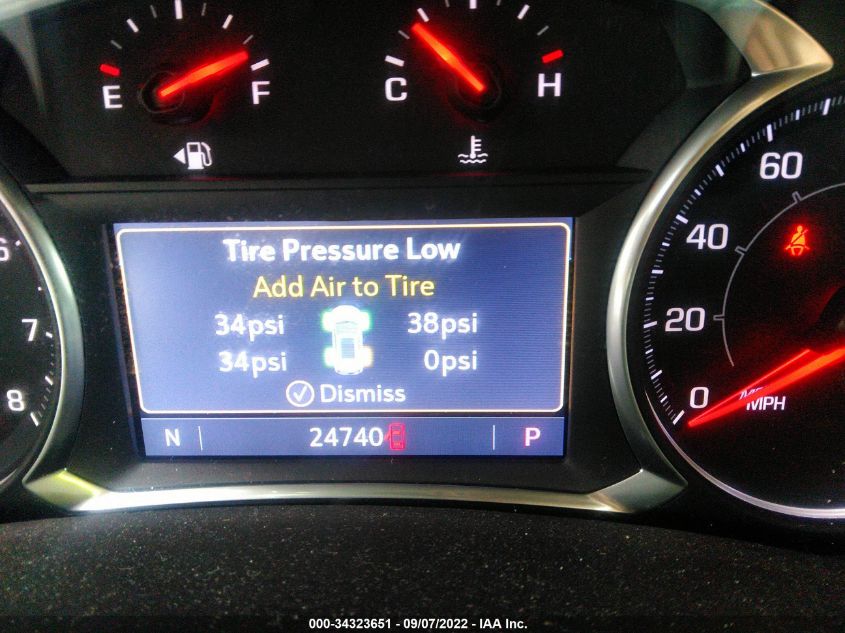 E F C H
6
7
8
Tire Pressure Low
Add Air to Tire
34psi 38psi
34psi 0psi
Dismiss
N 24740 P
60
40
20
0
MPH
000-34323651 - 09/07/2022 - IAA Inc.